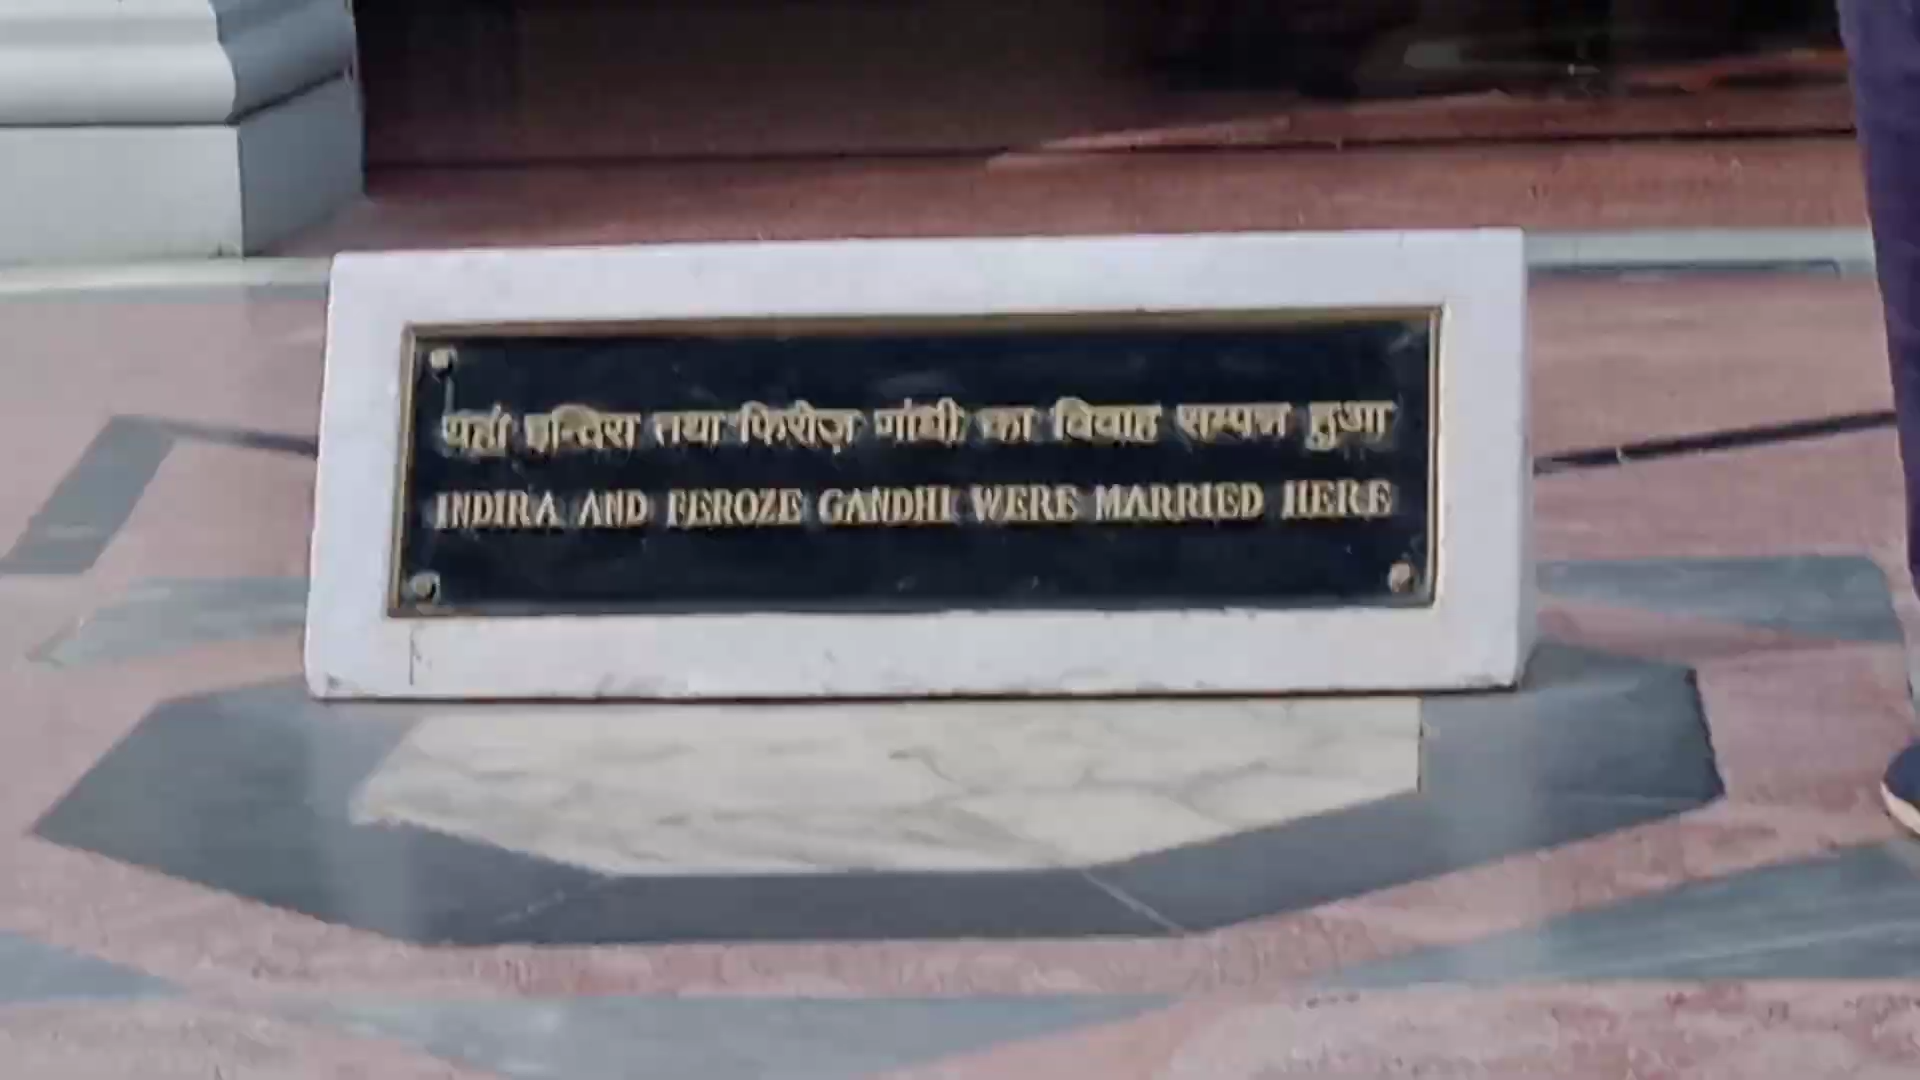 यहां इन्दिरा तथा फिरोज़ गांधी का विवाह सम्पन्न हुआ
INDIRA AND FEROZE GANDHI WERE MARRIED HERE